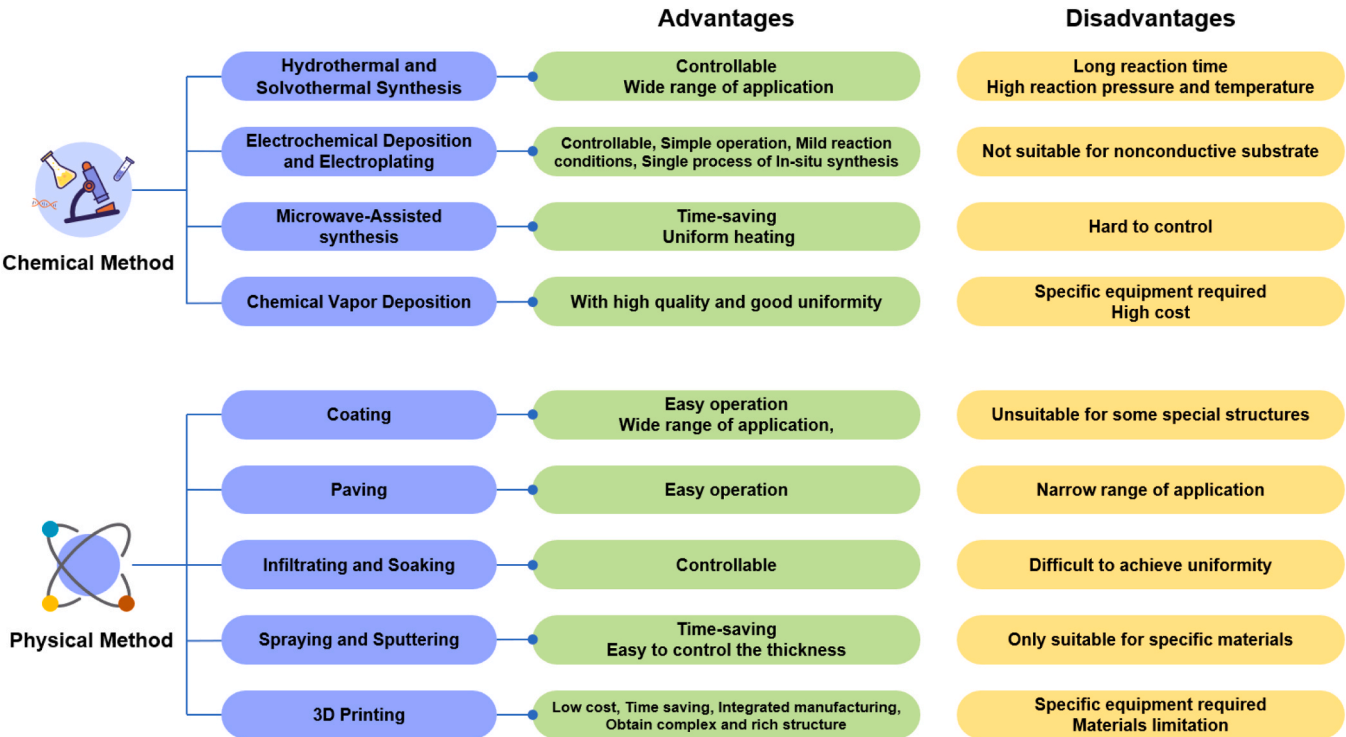 Advantages
Disadvantages
Hydrothermal and
Solvothermal Synthesis
Controllable
Wide range of application
Long reaction time
High reaction pressure and temperature
Electrochemical Deposition
and Electroplating
Controllable, Simple operation, Mild reaction
conditions, Single process of In-situ synthesis
Not suitable for nonconductive substrate
Microwave-Assisted
synthesis
Time-saving
Uniform heating
Hard to control
Chemical Method
Chemical Vapor Deposition
With high quality and good uniformity
Specific equipment required
High cost
Coating
Easy operation
Wide range of application,
Unsuitable for some special structures
Paving
Easy operation
Narrow range of application
Infiltrating and Soaking
Controllable
Difficult to achieve uniformity
Physical Method
Spraying and Sputtering
Time-saving
Easy to control the thickness
Only suitable for specific materials
3D Printing
Low cost, Time saving, Integrated manufacturing,
Obtain complex and rich structure
Specific equipment required
Materials limitation